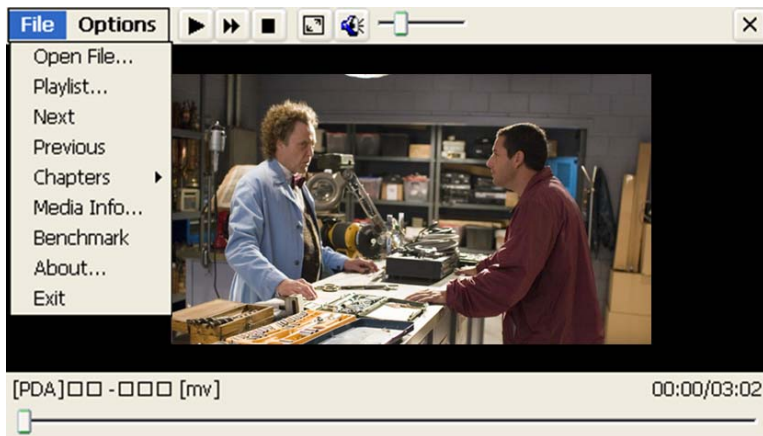 File Options
Open File...
Playlist...
Next
Previous
Chapters
Media Info...
Benchmark
About...
Exit
[PDA]□□ - □□□ [mv] 00:00/03:02